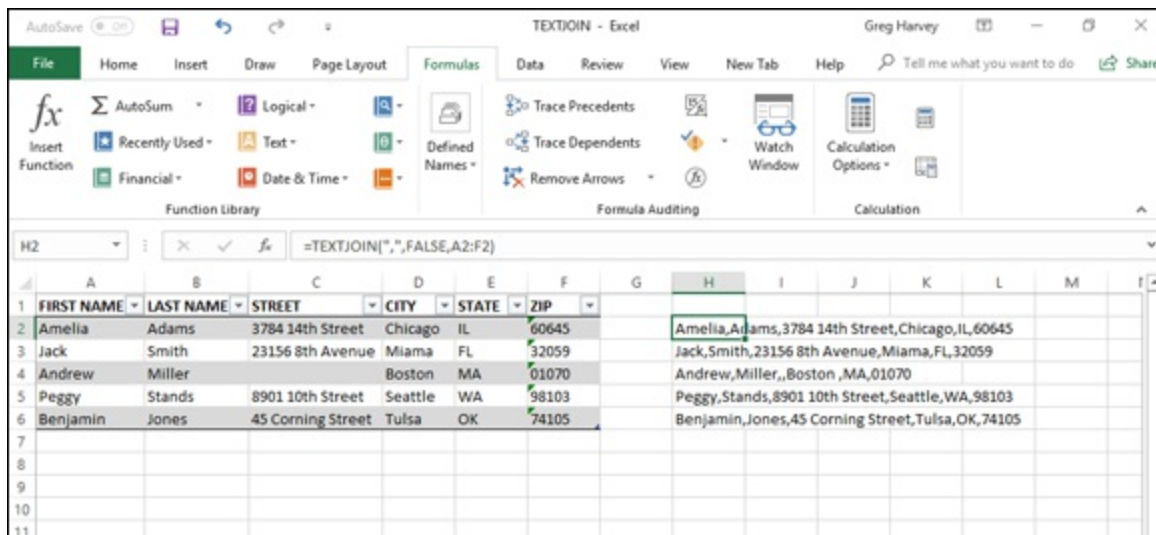 AutoSave Off TEXTJOIN - Excel Greg Harvey
File Home Insert Draw Page Layout Formulas Data Review View New Tab Help Tell me what you want to do Share
fx Σ AutoSum Logical Trace Precedents
Insert Function Recently Used Text Defined Names Trace Dependents Watch Window Calculation Options
Financial Date & Time Remove Arrows
Function Library Formula Auditing Calculation
H2 fx =TEXTJOIN(",",FALSE,A2:F2)
A B C D E F G H I J K L M
1 FIRST NAME LAST NAME STREET CITY STATE ZIP
2 Amelia Adams 3784 14th Street Chicago IL 60645 Amelia,Adams,3784 14th Street,Chicago,IL,60645
3 Jack Smith 23156 8th Avenue Miama FL 32059 Jack,Smith,23156 8th Avenue,Miama,FL,32059
4 Andrew Miller Boston MA 01070 Andrew,Miller,,Boston ,MA,01070
5 Peggy Stands 8901 10th Street Seattle WA 98103 Peggy,Stands,8901 10th Street,Seattle,WA,98103
6 Benjamin Jones 45 Corning Street Tulsa OK 74105 Benjamin,Jones,45 Corning Street,Tulsa,OK,74105
7
8
9
10
11